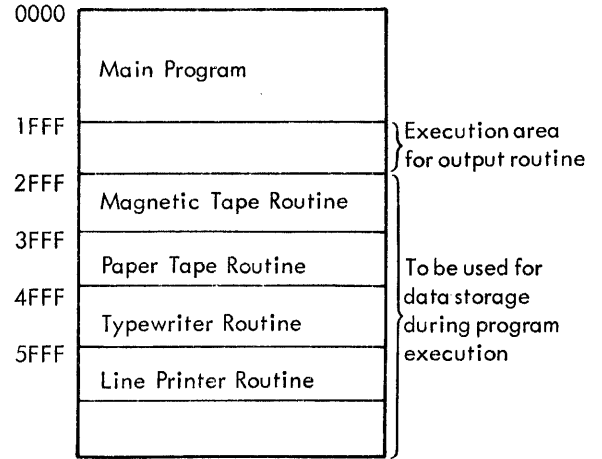 0000
Main Program
1FFF
Execution area
for output routine
2FFF
Magnetic Tape Routine
3FFF
Paper Tape Routine
To be used for
4FFF
data storage
Typewriter Routine
during program
5FFF
execution
Line Printer Routine